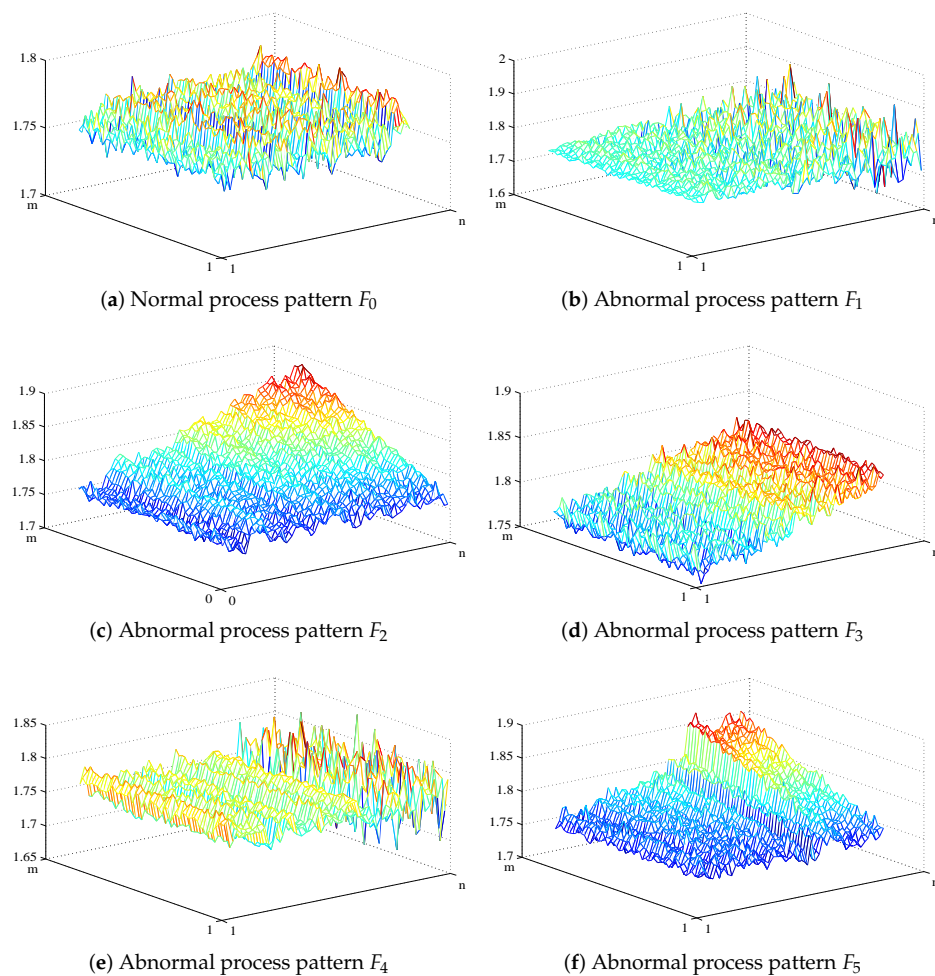 1.8
1.75
1.7
m
n
1 1
(a) Normal process pattern F0
2
1.9
1.8
1.7
1.6
m
1 1
(b) Abnormal process pattern F1
1.9
1.85
1.8
1.75
1.7
m
n
0 0
(c) Abnormal process pattern F2
1.9
1.85
1.8
1.75
m
1 1
(d) Abnormal process pattern F3
1.85
1.8
1.75
1.7
1.65
m
n
1 1
(e) Abnormal process pattern F4
1.9
1.85
1.8
1.75
1.7
m
1 1
(f) Abnormal process pattern F5